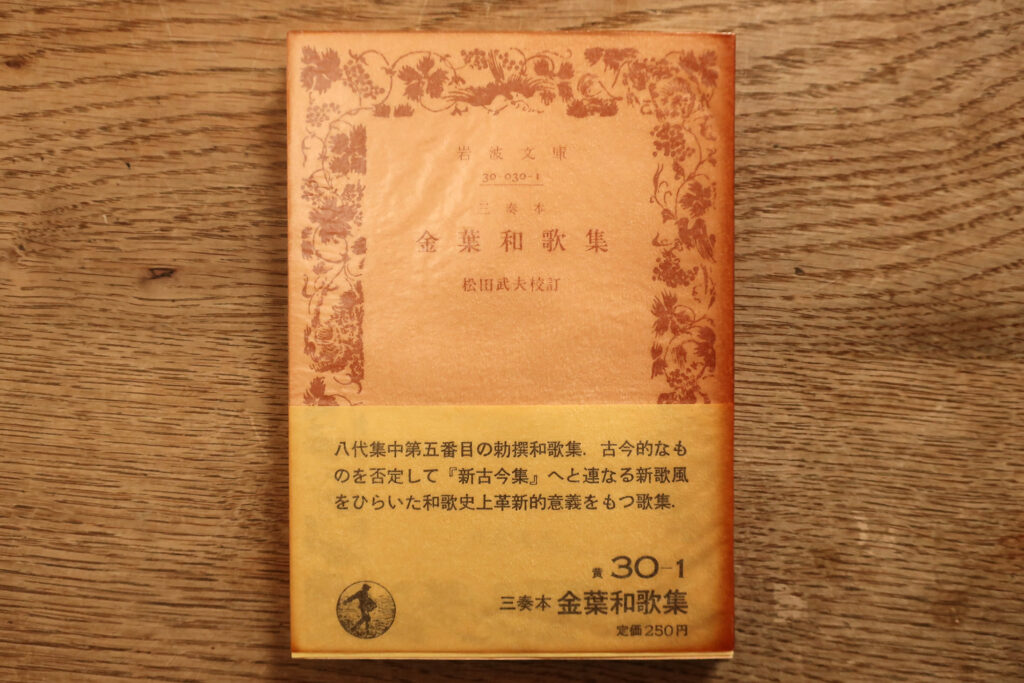 岩波文庫
30-030-1
三奏本
金葉和歌集
松田武夫校訂
八代集中第五番目の勅撰和歌集．古今的なも
のを否定して『新古今集』へと連なる新歌風
をひらいた和歌史上革新的意義をもつ歌集．
黄 30-1
三奏本 金葉和歌集
定価250円